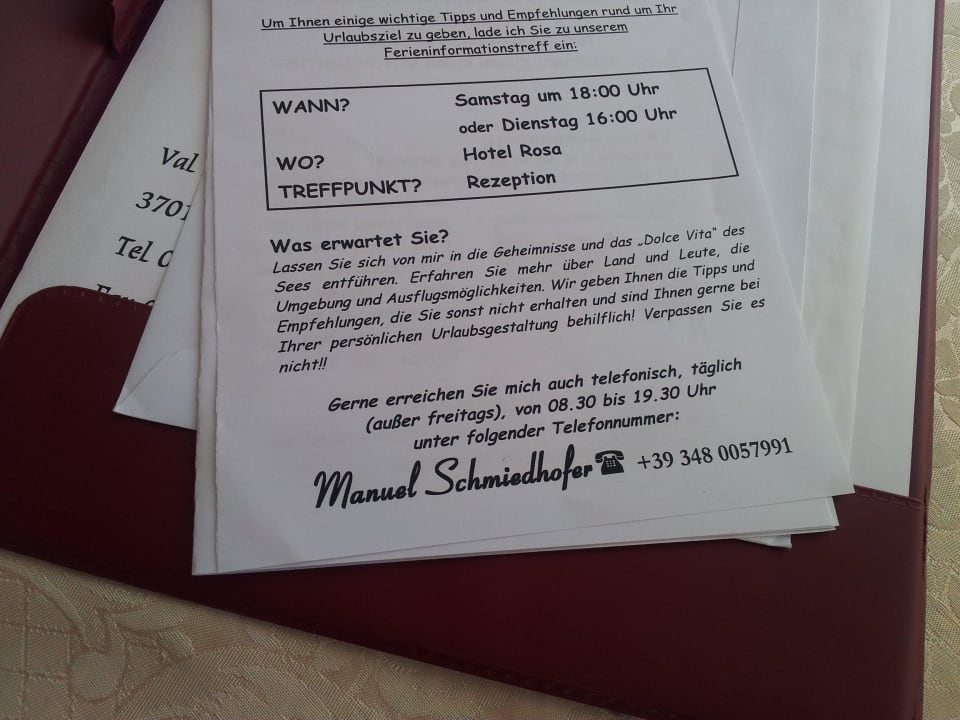 Um Ihnen einige wichtige Tipps und Empfehlungen rund um Ihr
Urlaubsziel zu geben, lade ich Sie zu unserem
Ferieninformationstreff ein:
WANN? Samstag um 18:00 Uhr
oder Dienstag 16:00 Uhr
WO? Hotel Rosa
TREFFPUNKT? Rezeption
Was erwartet Sie?
Lassen Sie sich von mir in die Geheimnisse und das „Dolce Vita" des
Sees entführen. Erfahren Sie mehr über Land und Leute, die
Umgebung und Ausflugsmöglichkeiten. Wir geben Ihnen die Tipps und
Empfehlungen, die Sie sonst nicht erhalten und sind Ihnen gerne bei
Ihrer persönlichen Urlaubsgestaltung behilflich! Verpassen Sie es
nicht!!
Gerne erreichen Sie mich auch telefonisch, täglich
(außer freitags), von 08.30 bis 19.30 Uhr
unter folgender Telefonnummer:
Manuel Schmiedhofer ☎ +39 348 0057991
Val
3701
Tel